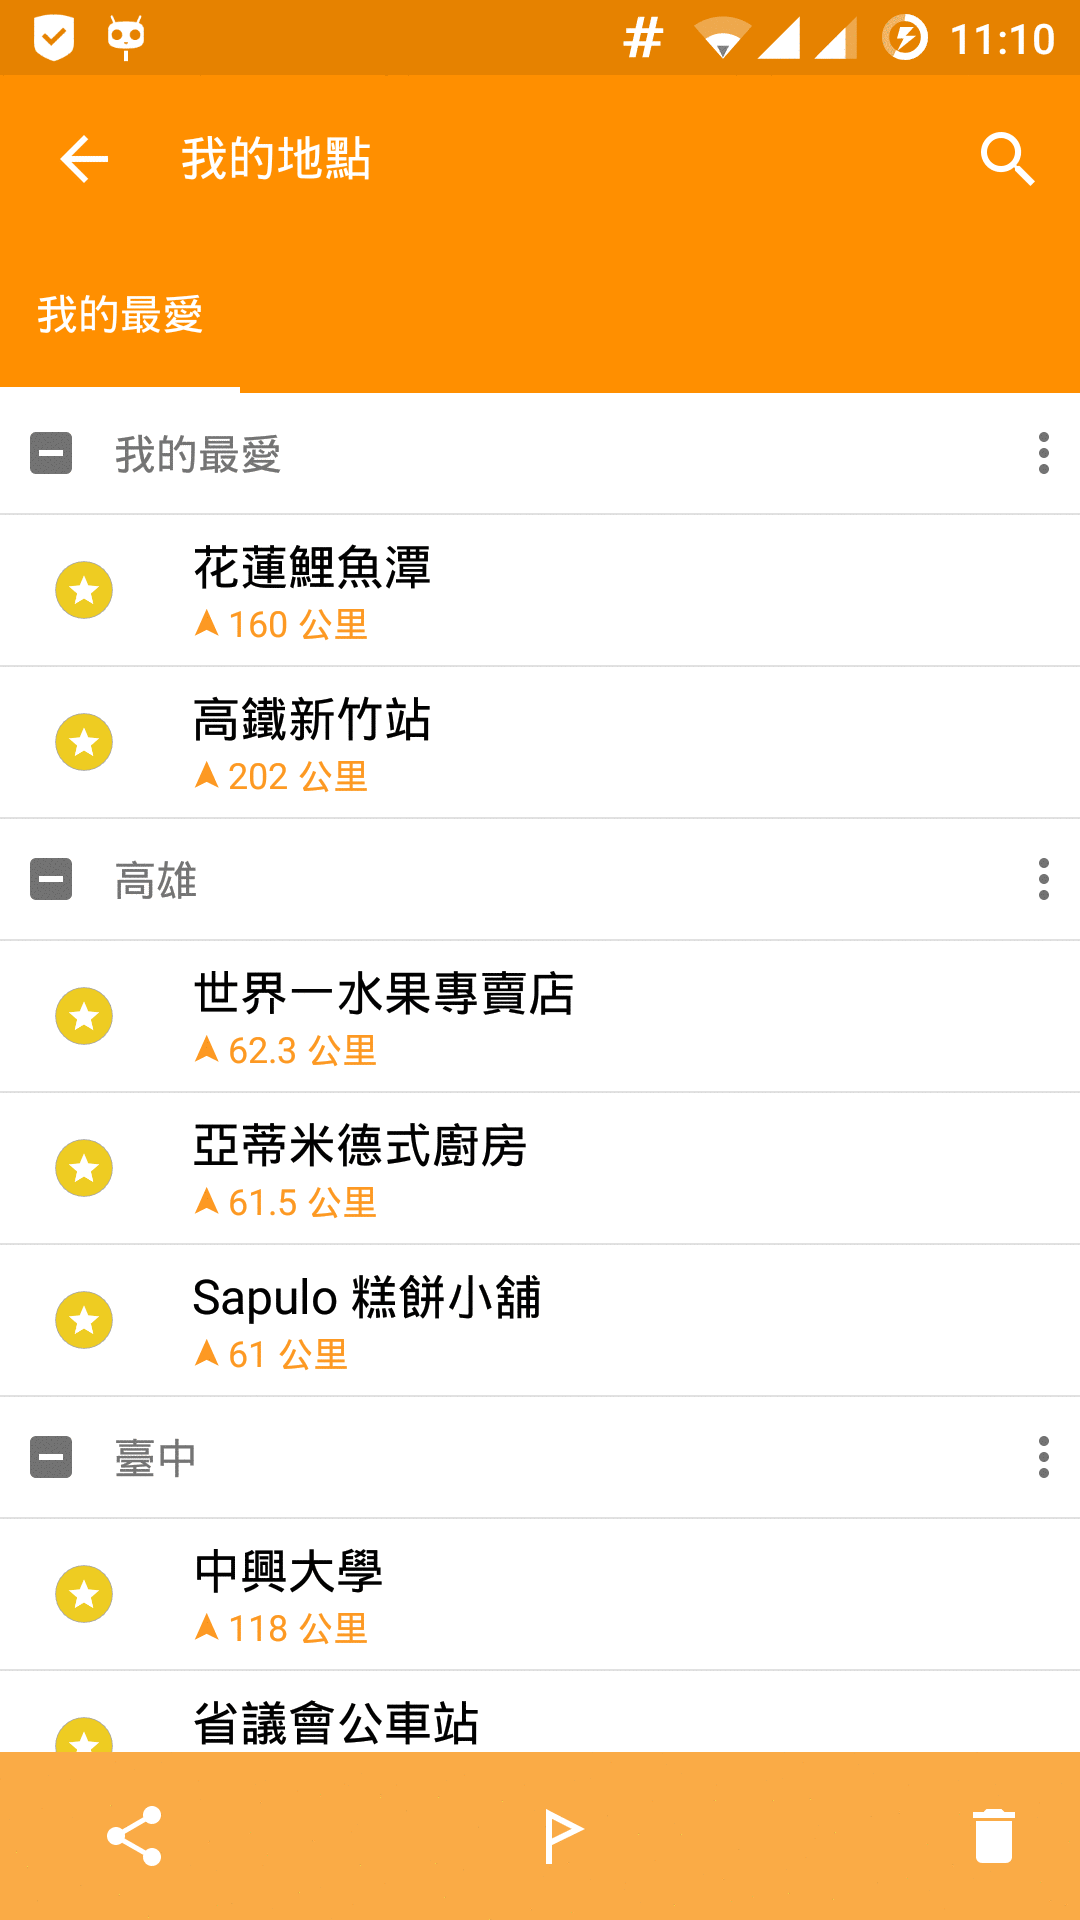 # 11:10
我的地點
我的最愛
我的最愛
花蓮鯉魚潭
160 公里
高鐵新竹站
202 公里
高雄
世界一水果專賣店
62.3 公里
亞蒂米德式廚房
61.5 公里
Sapulo 糕餅小舖
61 公里
臺中
中興大學
118 公里
省議會公車站